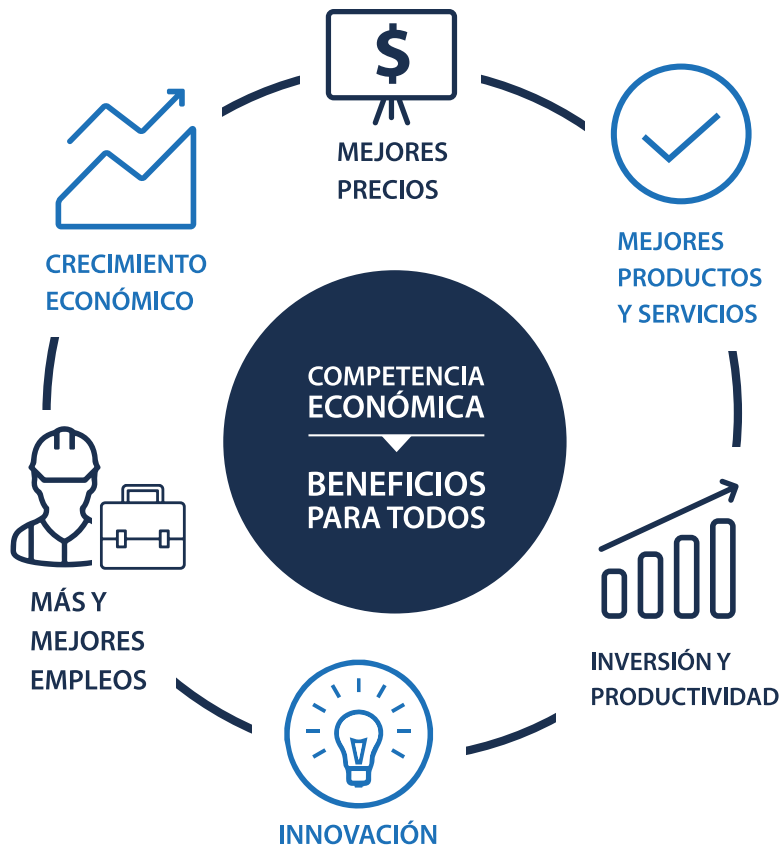 $
MEJORES
PRECIOS
MEJORES
PRODUCTOS
Y SERVICIOS
CRECIMIENTO
ECONÓMICO
COMPETENCIA
ECONÓMICA
BENEFICIOS
PARA TODOS
MÁS Y
MEJORES
EMPLEOS
INVERSIÓN Y
PRODUCTIVIDAD
INNOVACIÓN